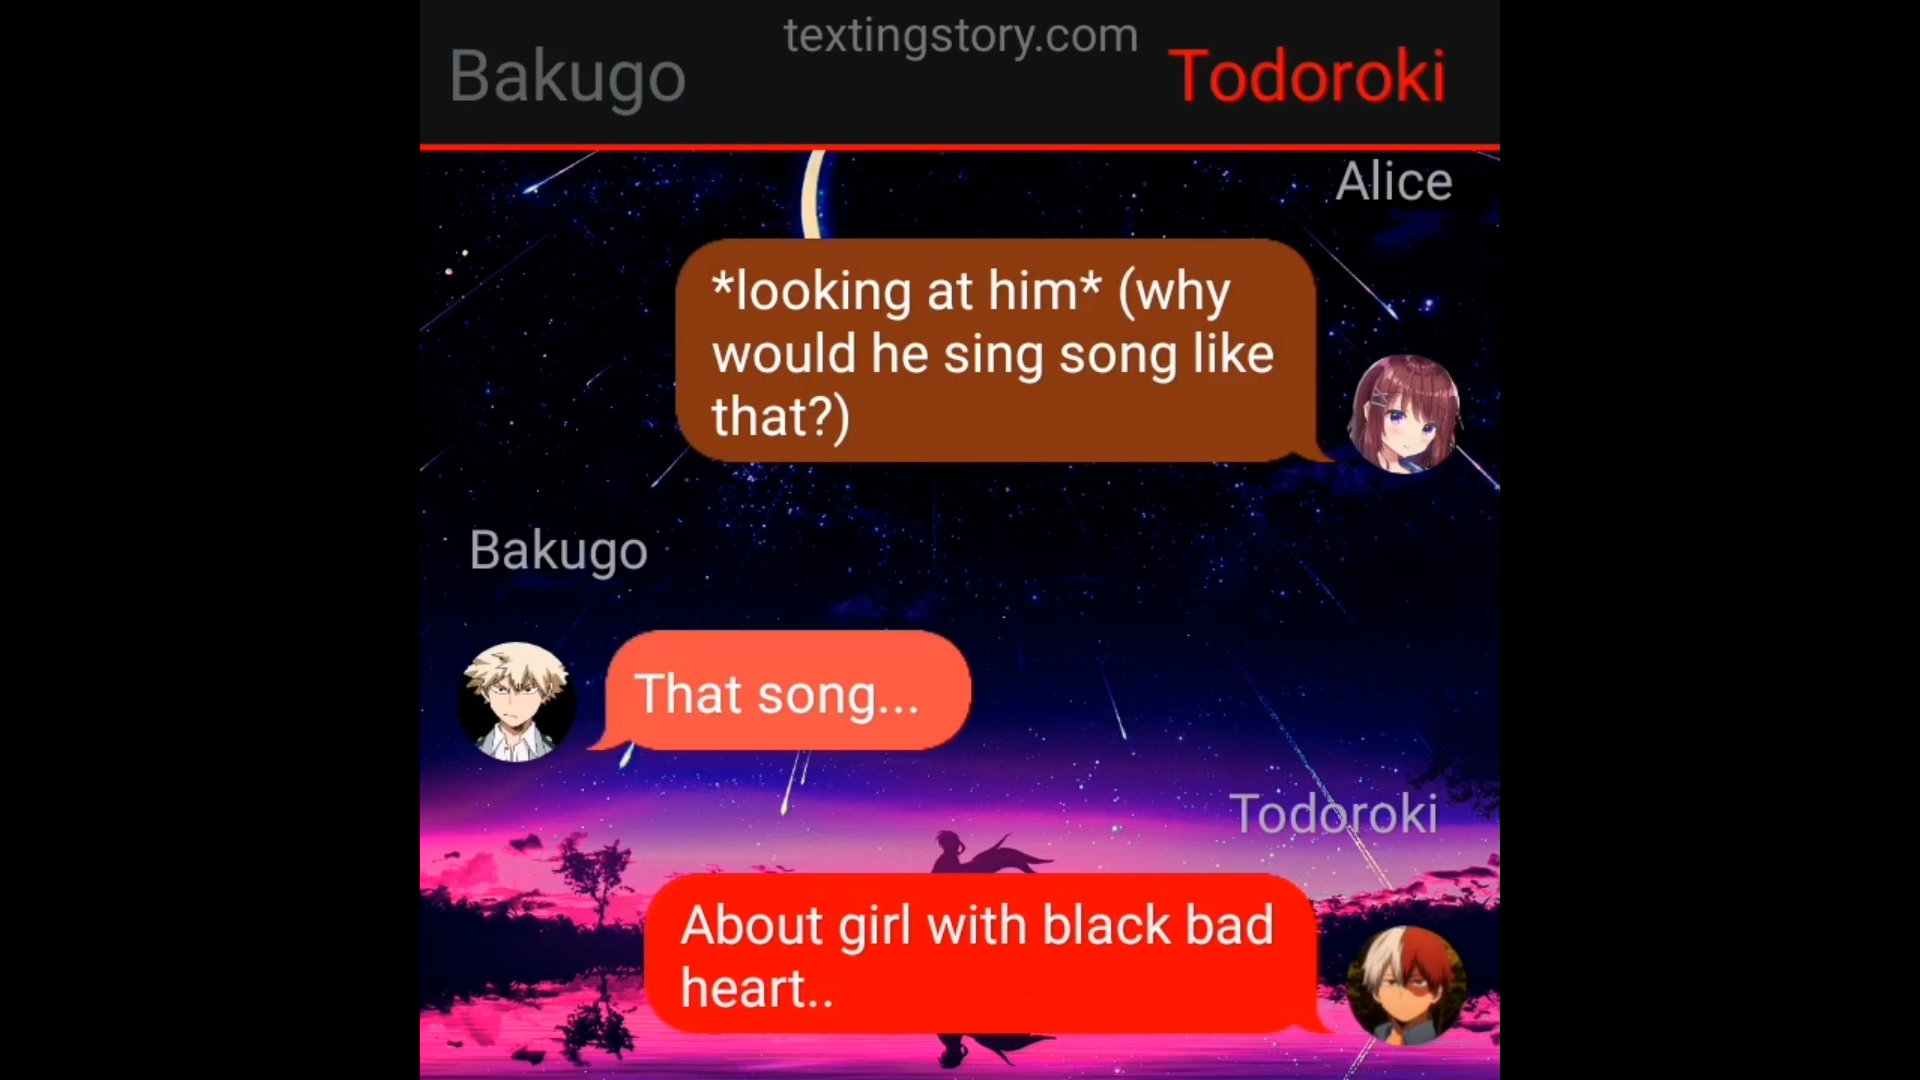 textingstory.com
Bakugo
Todoroki
Alice
*looking at him* (why
would he sing song like
that?)
Bakugo
That song...
Todoroki
About girl with black bad
heart..